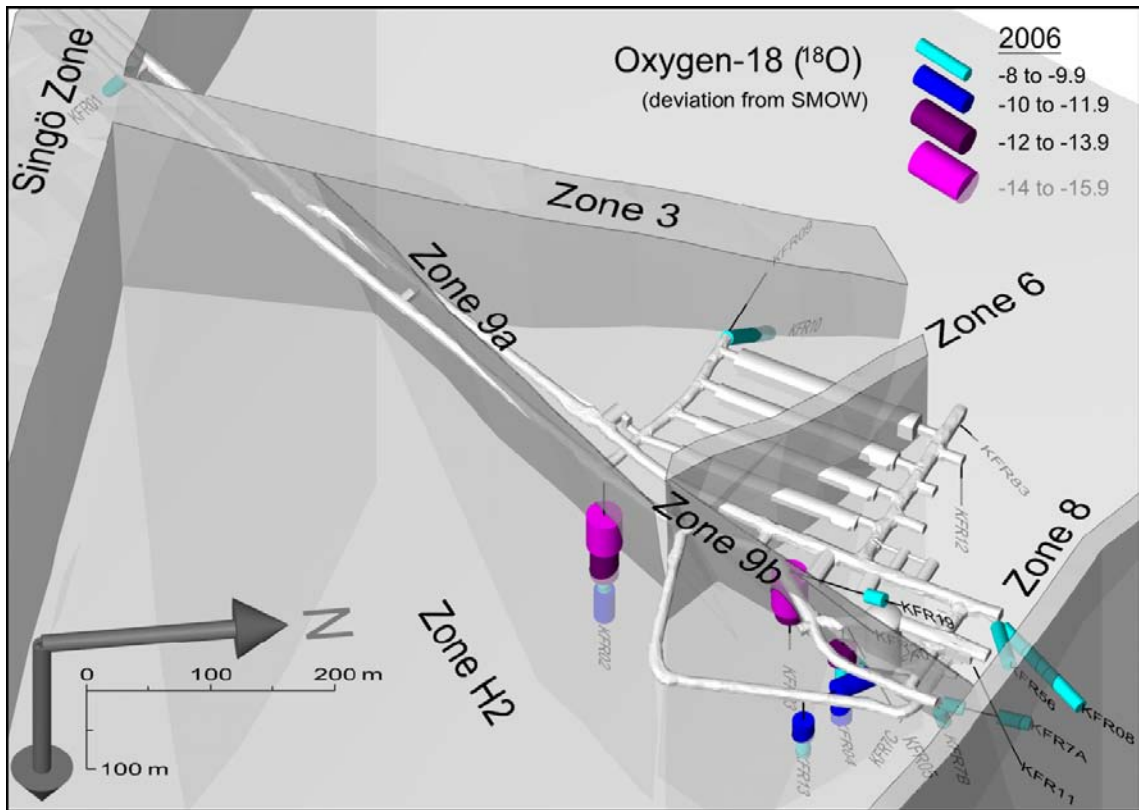 Oxygen-18 (¹⁸O)
(deviation from SMOW)
2006
-8 to -9.9
-10 to -11.9
-12 to -13.9
-14 to -15.9
KFR01
Singö Zone
Zone 3
KFR09
KFR10
Zone 9a
Zone 6
KFR83
KFR12
Zone 9b
Zone 8
KFR02
Zone H2
KFR19
KFR56
KFR08
KFR7A
KFR11
KFR13
KFR04
KFR7C
KFR05
KFR7B
N
0 100 200 m
100 m